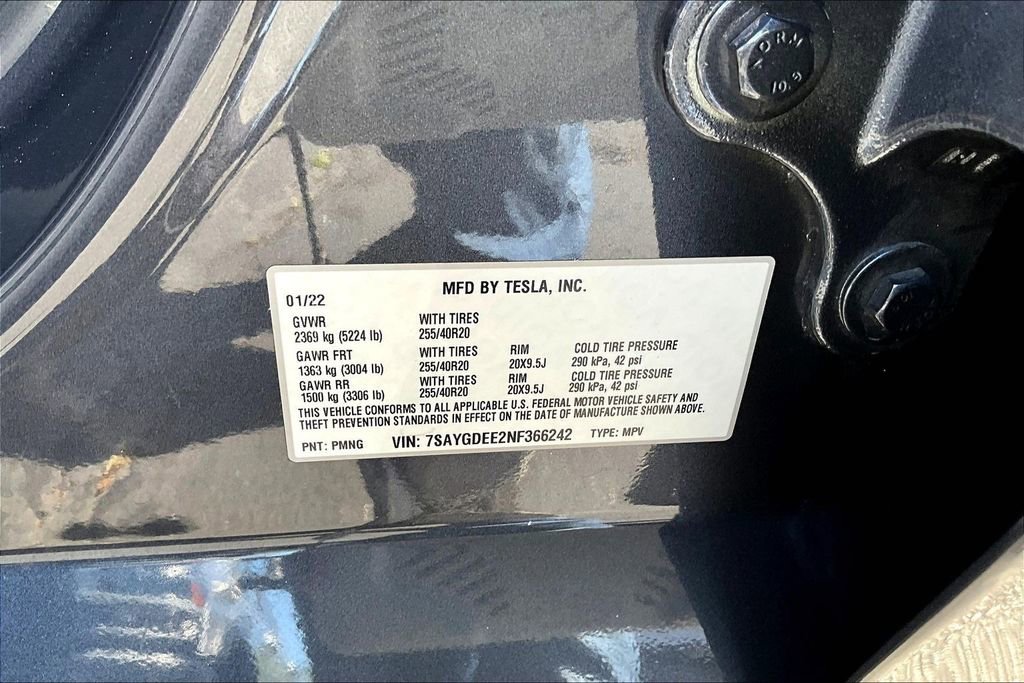 MFD BY TESLA, INC.
01/22
GVWR WITH TIRES
2369 kg (5224 lb) 255/40R20
GAWR FRT WITH TIRES RIM COLD TIRE PRESSURE
1363 kg (3004 lb) 255/40R20 20X9.5J 290 kPa, 42 psi
GAWR RR WITH TIRES RIM COLD TIRE PRESSURE
1500 kg (3306 lb) 255/40R20 20X9.5J 290 kPa, 42 psi
THIS VEHICLE CONFORMS TO ALL APPLICABLE U.S. FEDERAL MOTOR VEHICLE SAFETY AND
THEFT PREVENTION STANDARDS IN EFFECT ON THE DATE OF MANUFACTURE SHOWN ABOVE.
PNT: PMNG VIN: 7SAYGDEE2NF366242 TYPE: MPV
10.9